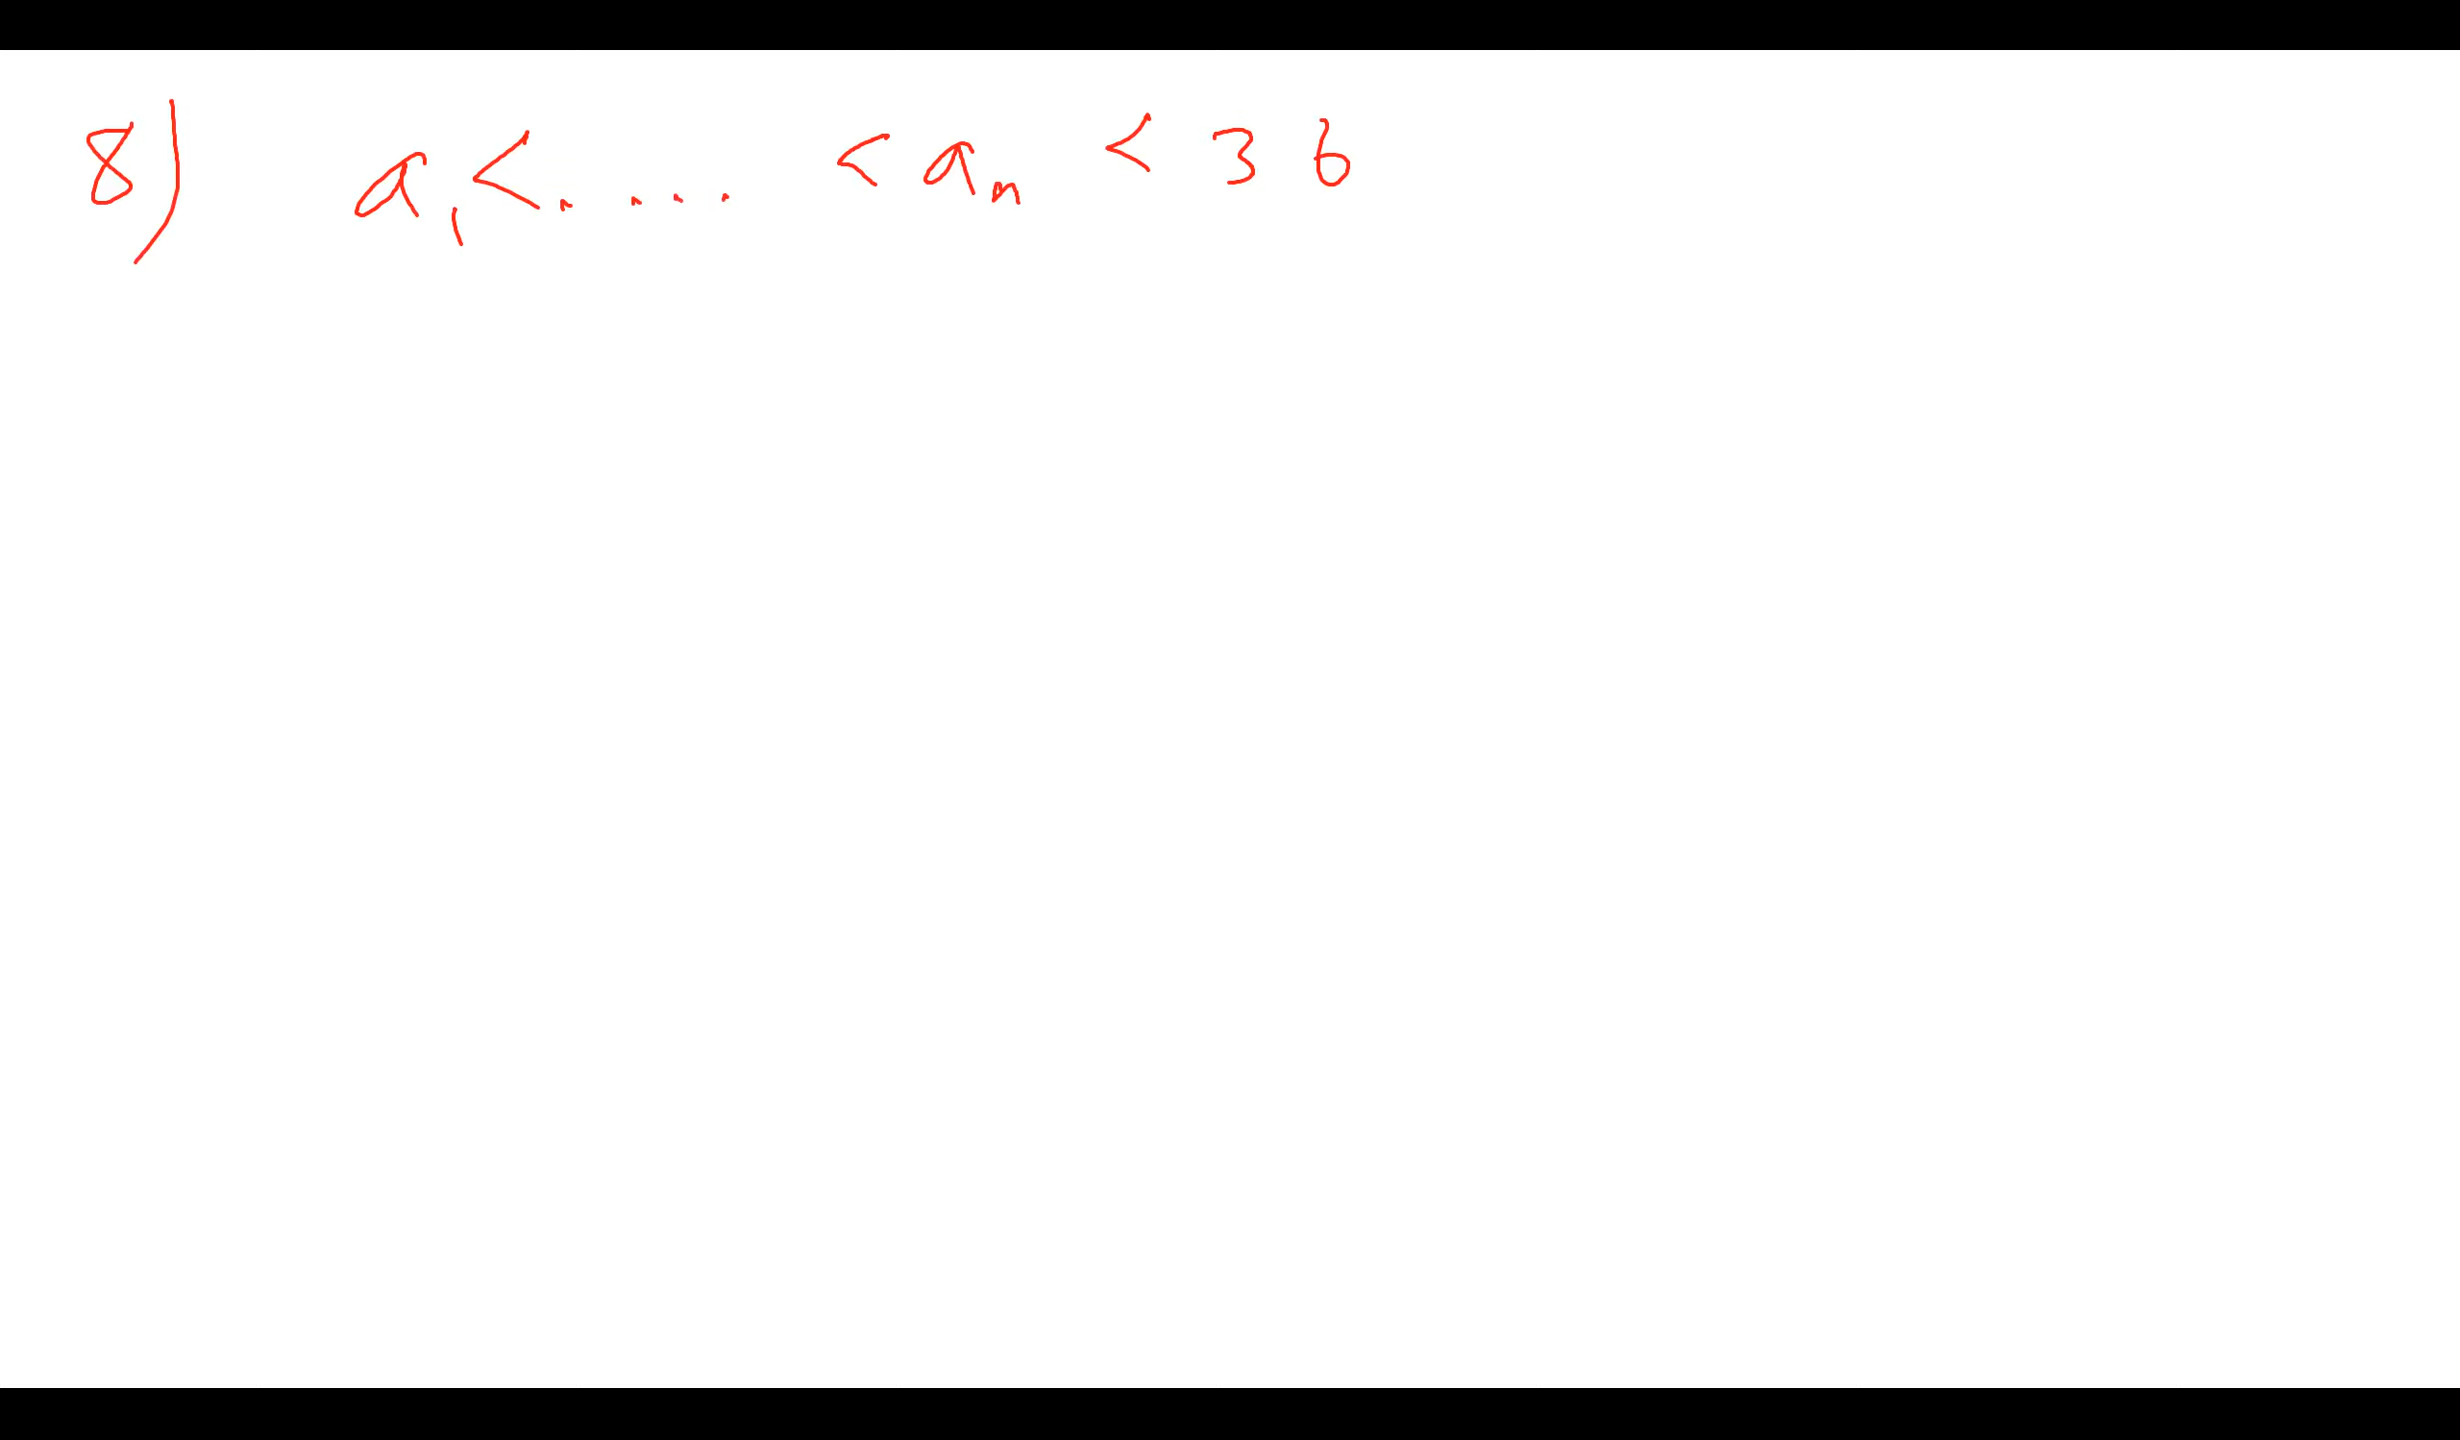 8) a₁ < .... < aₙ < 36